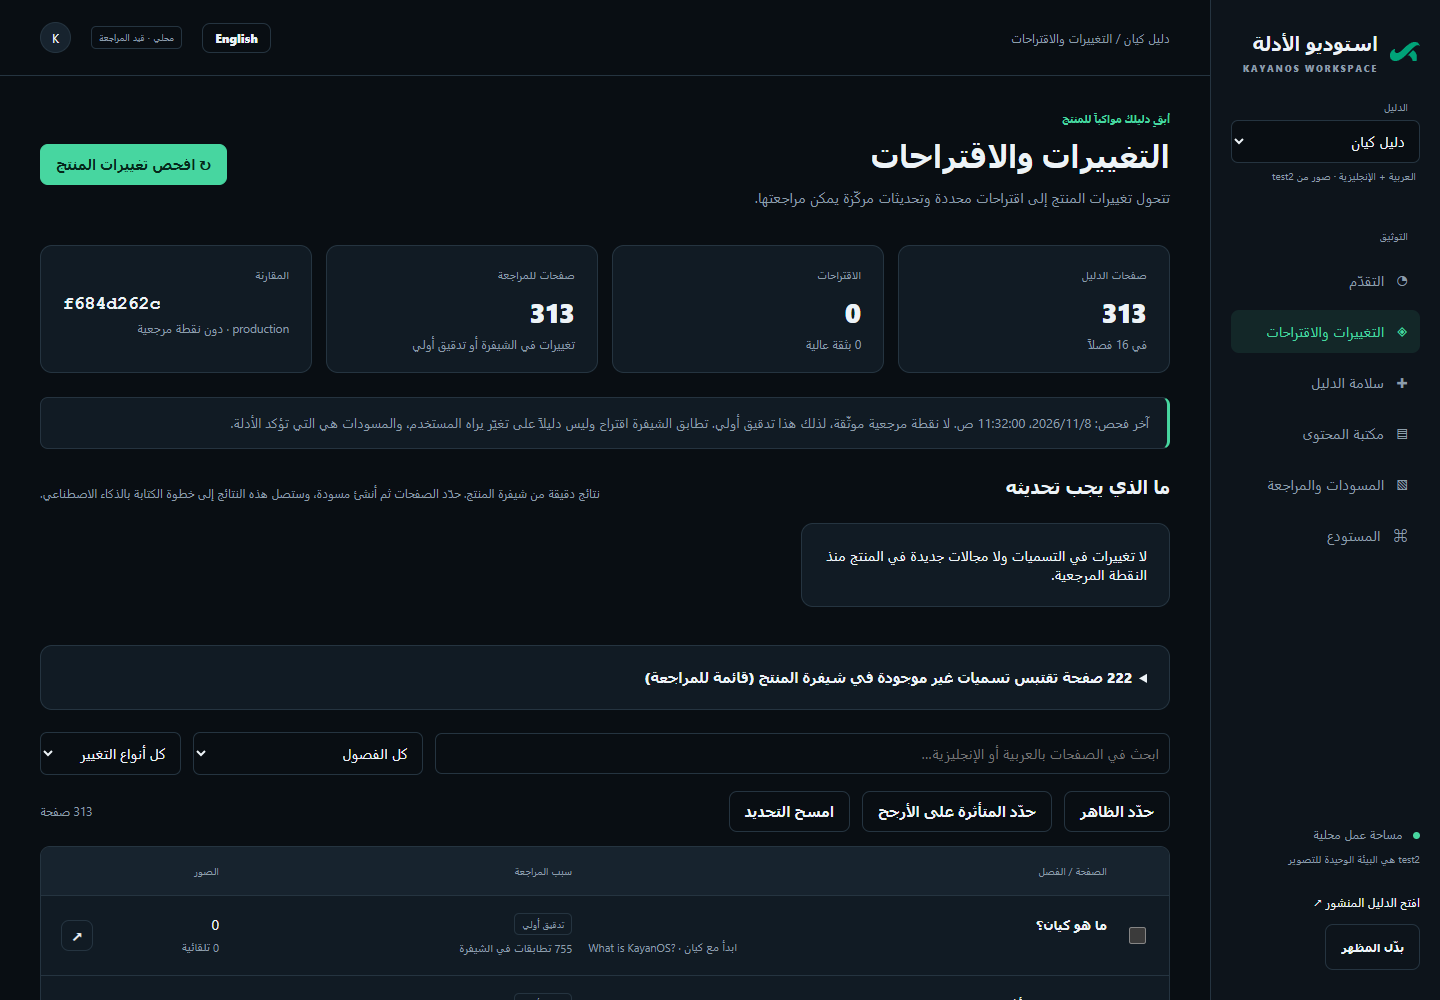 استوديو الأدلة
KAYANOS WORKSPACE
الدليل
دليل كيان
العربية + الإنجليزية · صور من test2
التوثيق
التقدّم
التغييرات والاقتراحات
سلامة الدليل
مكتبة المحتوى
المسودات والمراجعة
المستودع
مساحة عمل محلية
test2 هي البيئة الوحيدة للتصوير
افتح الدليل المنشور ↗
بدّل المظهر
دليل كيان / التغييرات والاقتراحات
English
محلي · قيد المراجعة
K
أبقِ دليلك مواكباً للمنتج
التغييرات والاقتراحات
تتحول تغييرات المنتج إلى اقتراحات محددة وتحديثات مركّزة يمكن مراجعتها.
↻ افحص تغييرات المنتج
صفحات الدليل
313
في 16 فصلاً
الاقتراحات
0
0 بثقة عالية
صفحات للمراجعة
313
تغييرات في الشيفرة أو تدقيق أولي
المقارنة
f684d262c
production · دون نقطة مرجعية
آخر فحص: 8/11/2026، 11:32:00 ص. لا نقطة مرجعية موثّقة، لذلك هذا تدقيق أولي. تطابق الشيفرة اقتراح وليس دليلاً على تغيّر يراه المستخدم، والمسودات هي التي تؤكد الأدلة.
ما الذي يجب تحديثه
نتائج دقيقة من شيفرة المنتج. حدّد الصفحات ثم أنشئ مسودة، وستصل هذه النتائج إلى خطوة الكتابة بالذكاء الاصطناعي.
لا تغييرات في التسميات ولا مجالات جديدة في المنتج منذ
النقطة المرجعية.
222 صفحة تقتبس تسميات غير موجودة في شيفرة المنتج (قائمة للمراجعة)
ابحث في الصفحات بالعربية أو الإنجليزية...
كل الفصول
كل أنواع التغيير
حدّد الظاهر
حدّد المتأثرة على الأرجح
امسح التحديد
313 صفحة
الصفحة / الفصل
سبب المراجعة
الصور
ما هو كيان؟
ابدأ مع كيان · What is KayanOS?
تدقيق أولي
755 تطابقات في الشيفرة
0
0 تلقائية
↗